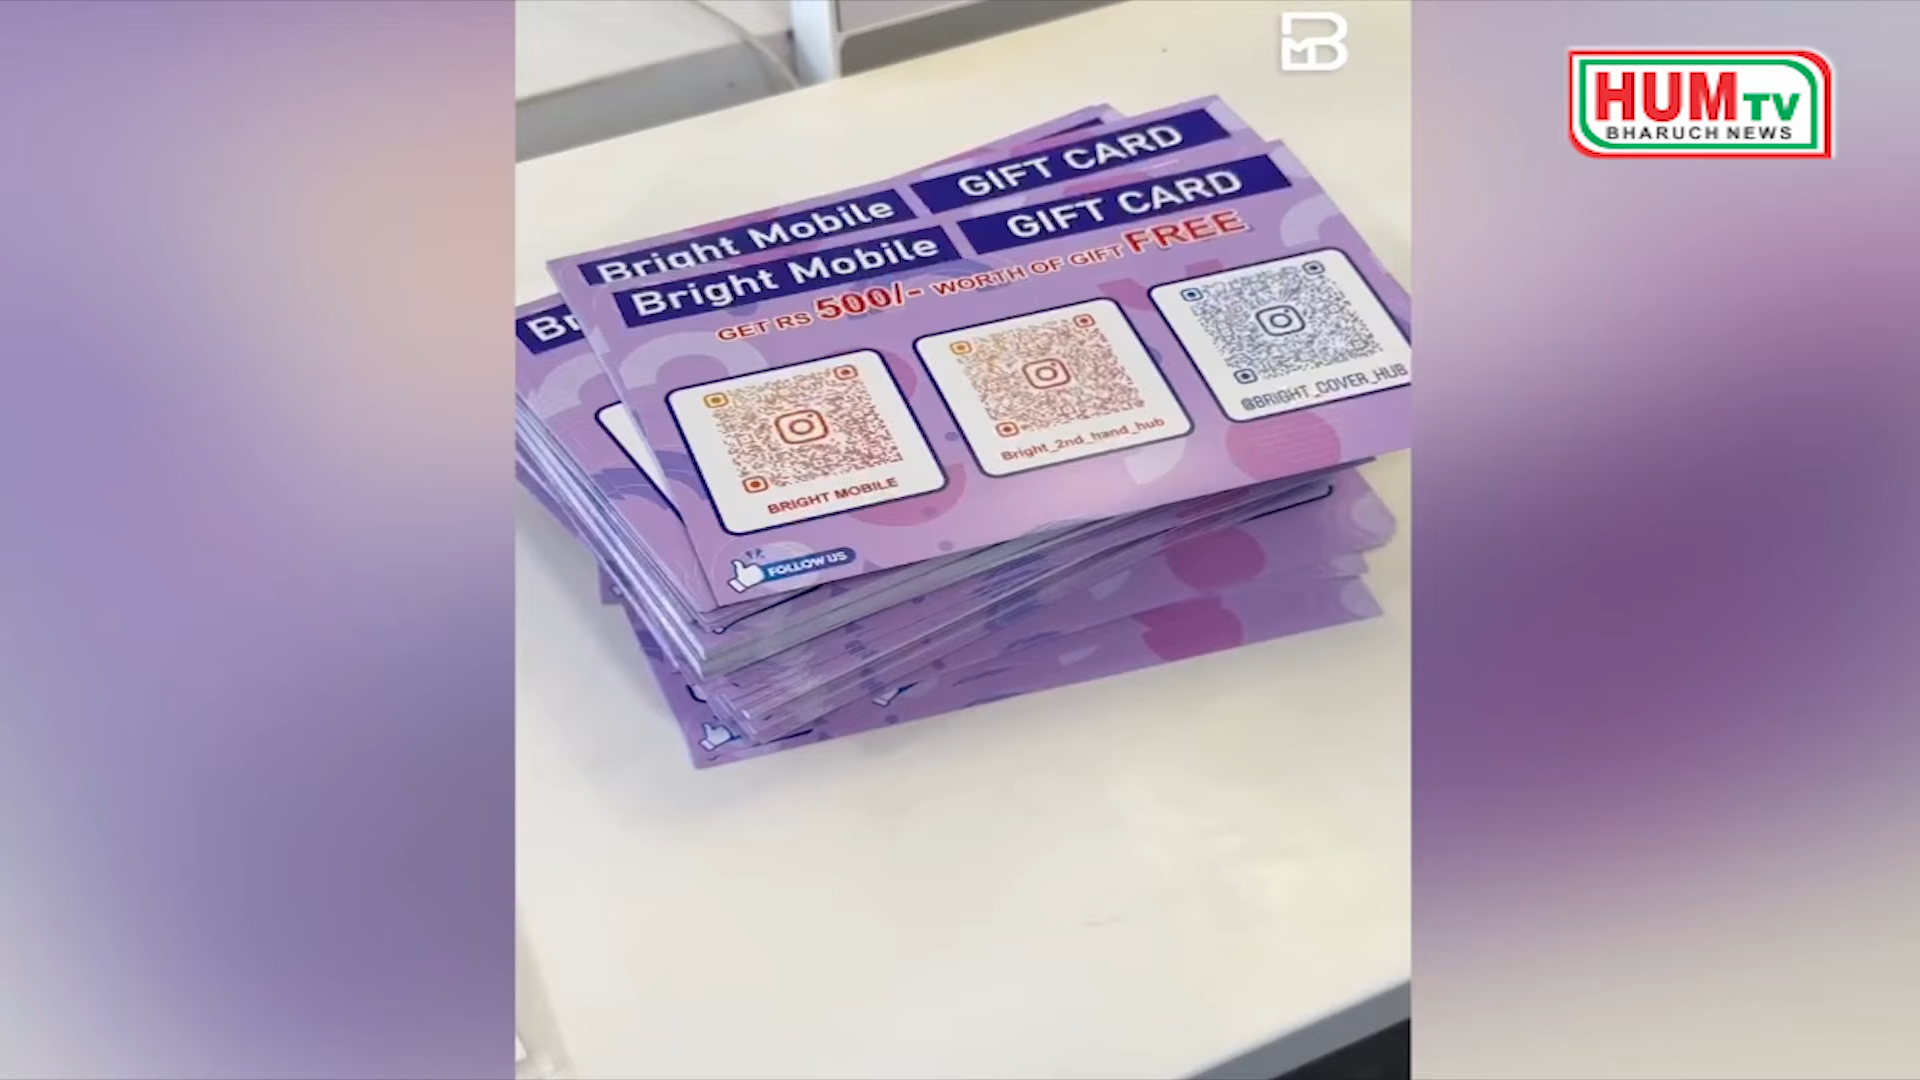 MB
HUM TV
BHARUCH NEWS
GIFT CARD
Bright Mobile
GIFT CARD
Bright Mobile
GET RS 500/- WORTH OF GIFT FREE
BRIGHT MOBILE
Bright_2nd_hand_hub
@BRIGHT_COVER_HUB
FOLLOW US